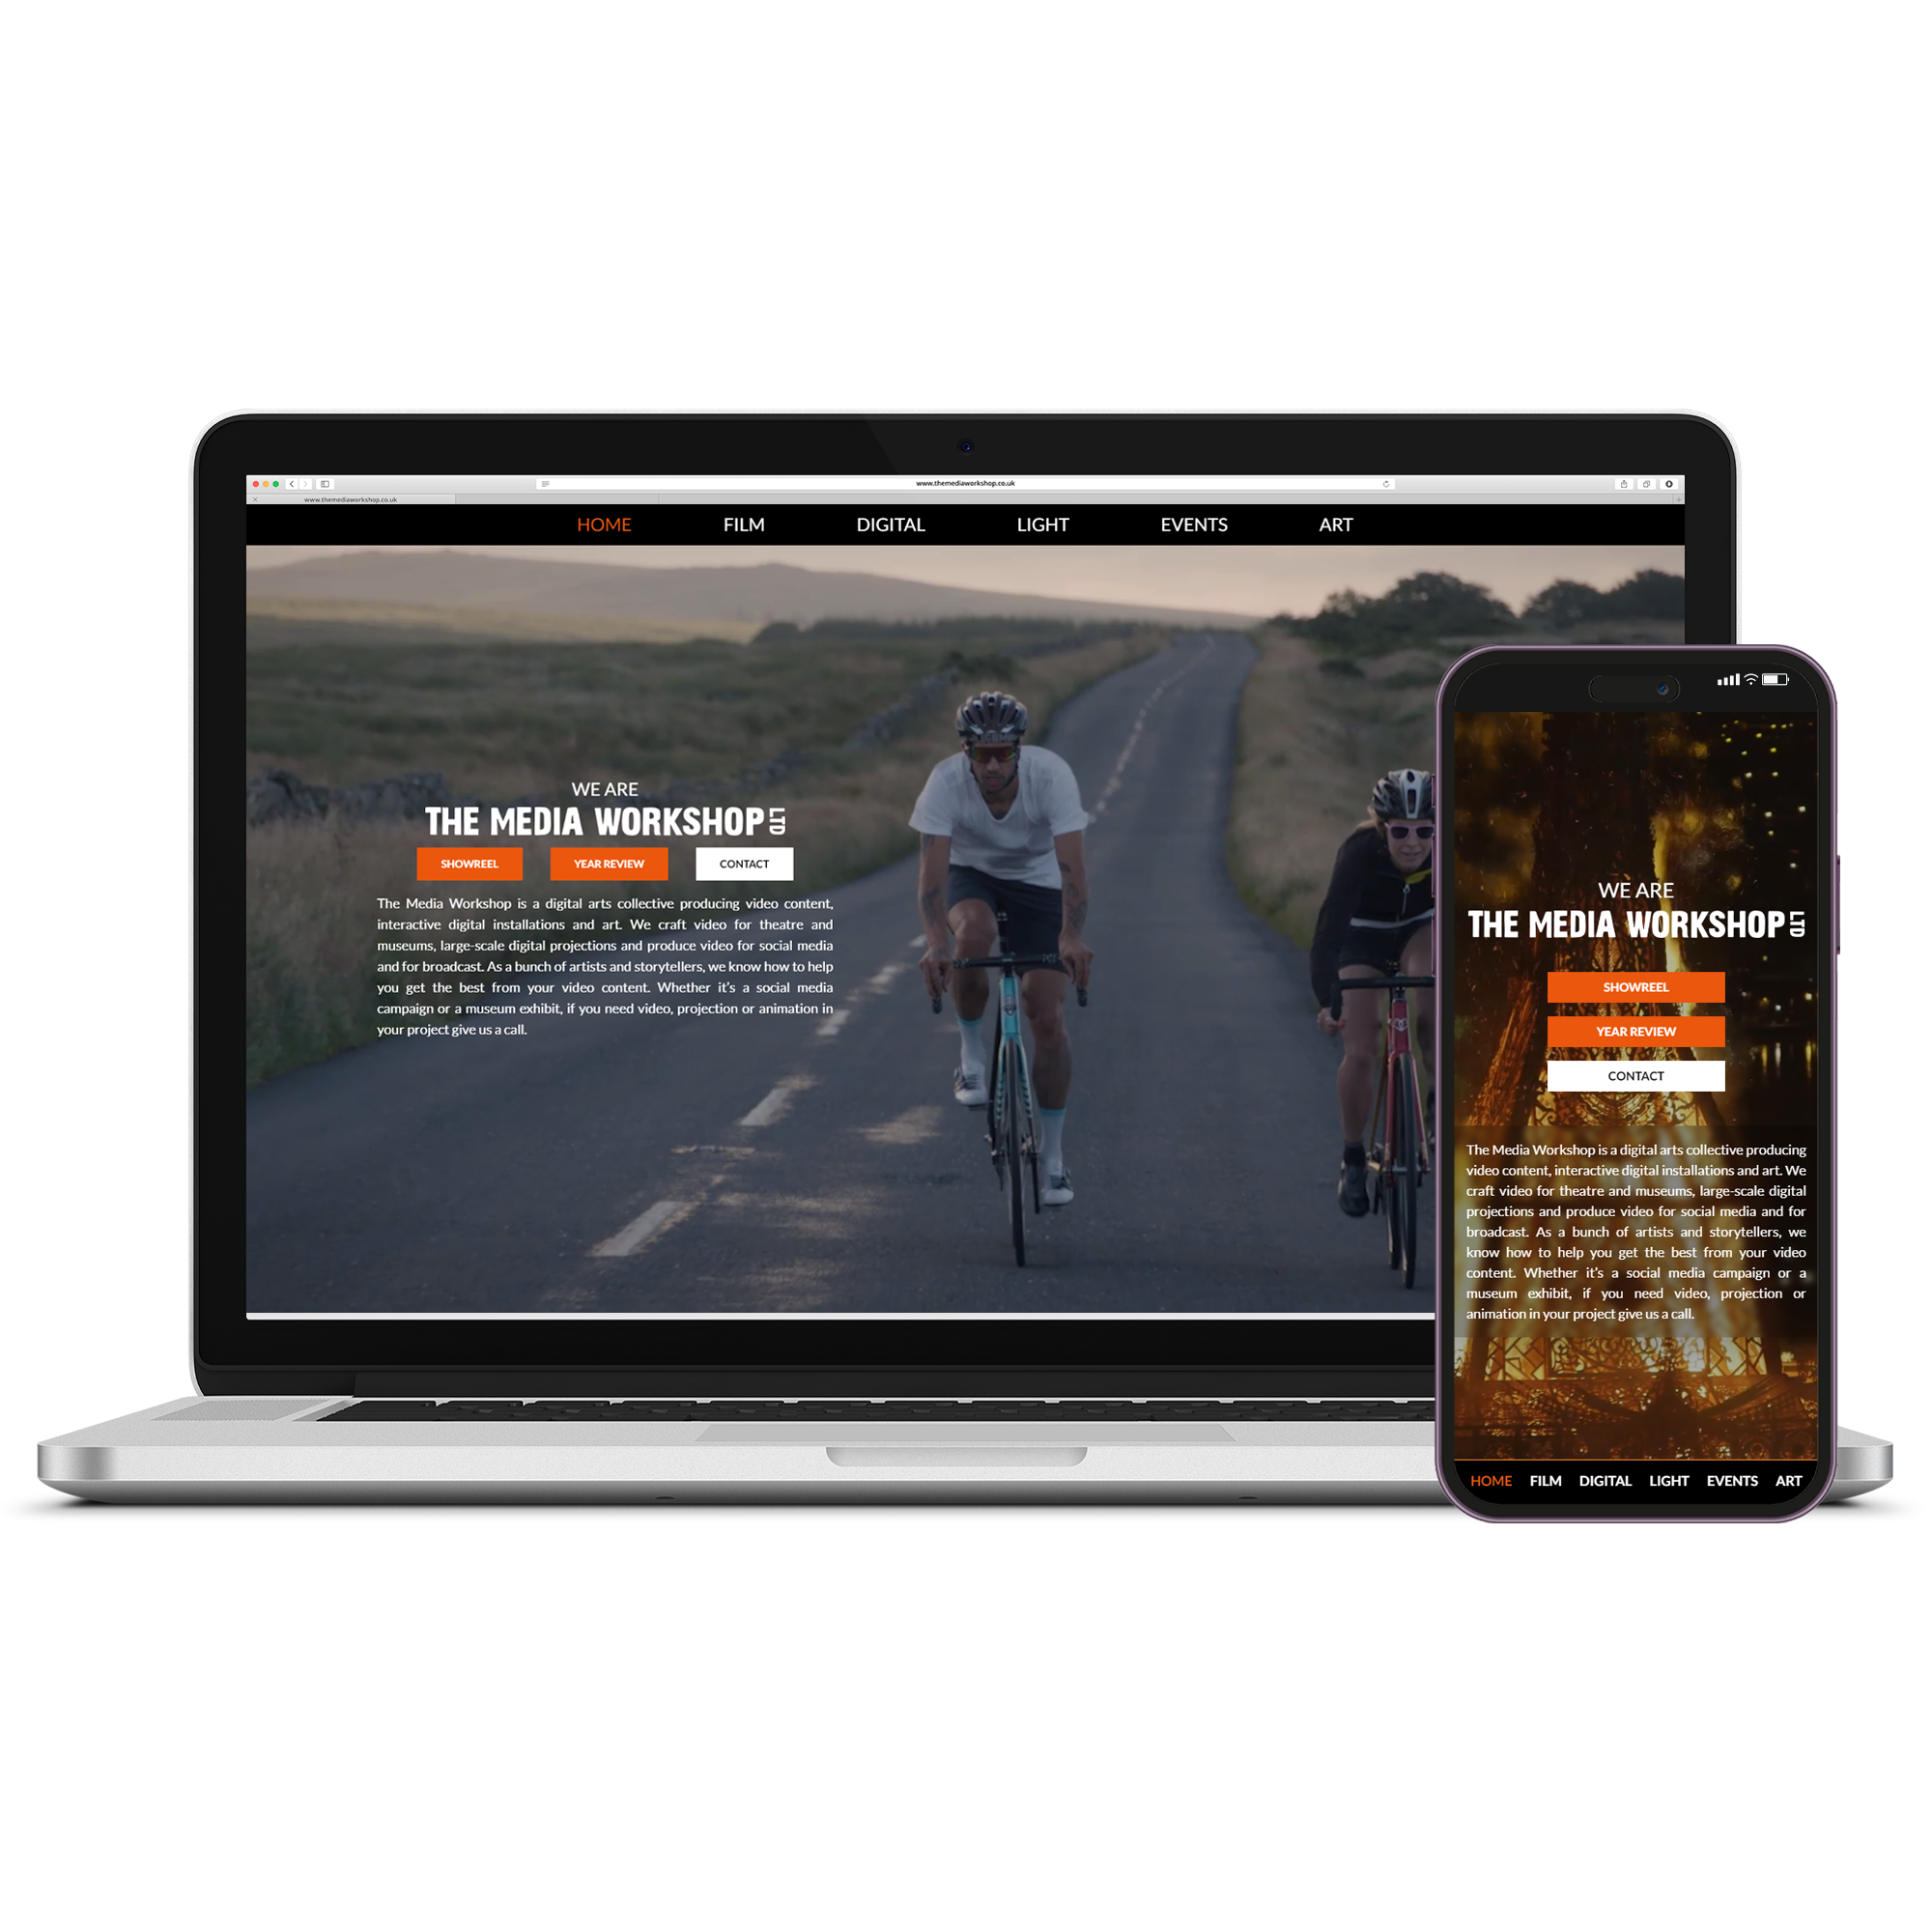 www.themediaworkshop.co.uk
www.themediaworkshop.co.uk
HOME FILM DIGITAL LIGHT EVENTS ART
WE ARE
THE MEDIA WORKSHOP LTD
SHOWREEL YEAR REVIEW CONTACT
The Media Workshop is a digital arts collective producing video content,
interactive digital installations and art. We craft video for theatre and
museums, large-scale digital projections and produce video for social media
and for broadcast. As a bunch of artists and storytellers, we know how to help
you get the best from your video content. Whether it's a social media
campaign or a museum exhibit, if you need video, projection or animation in
your project give us a call.
WE ARE
THE MEDIA WORKSHOP LTD
SHOWREEL
YEAR REVIEW
CONTACT
The Media Workshop is a digital arts collective producing
video content, interactive digital installations and art. We
craft video for theatre and museums, large-scale digital
projections and produce video for social media and for
broadcast. As a bunch of artists and storytellers, we
know how to help you get the best from your video
content. Whether it's a social media campaign or a
museum exhibit, if you need video, projection or
animation in your project give us a call.
HOME FILM DIGITAL LIGHT EVENTS ART